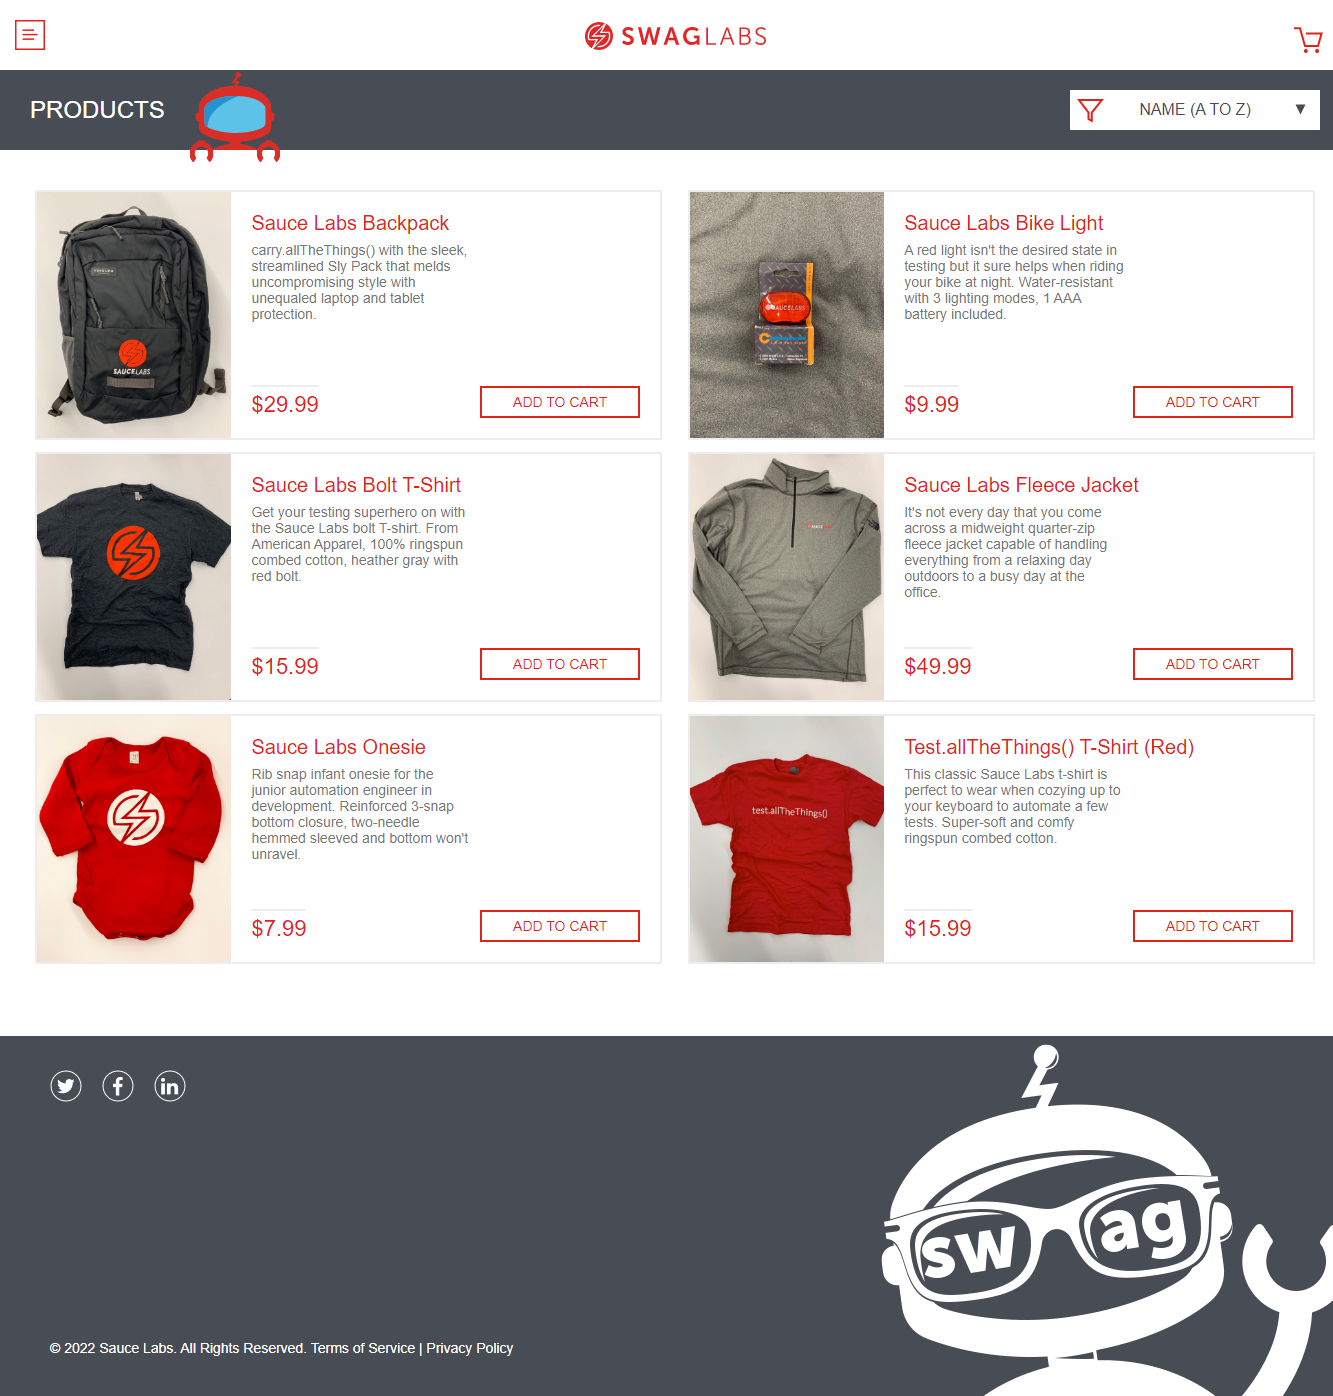 SWAGLABS
PRODUCTS
NAME (A TO Z)
Sauce Labs Backpack
carry.allTheThings() with the sleek,
streamlined Sly Pack that melds
uncompromising style with
unequaled laptop and tablet
protection.
SAUCELABS
$29.99
ADD TO CART
Sauce Labs Bike Light
A red light isn't the desired state in
testing but it sure helps when riding
your bike at night. Water-resistant
with 3 lighting modes, 1 AAA
battery included.
SAUCELABS
$9.99
ADD TO CART
Sauce Labs Bolt T-Shirt
Get your testing superhero on with
the Sauce Labs bolt T-shirt. From
American Apparel, 100% ringspun
combed cotton, heather gray with
red bolt.
$15.99
ADD TO CART
Sauce Labs Fleece Jacket
It's not every day that you come
across a midweight quarter-zip
fleece jacket capable of handling
everything from a relaxing day
outdoors to a busy day at the
office.
$49.99
ADD TO CART
Sauce Labs Onesie
Rib snap infant onesie for the
junior automation engineer in
development. Reinforced 3-snap
bottom closure, two-needle
hemmed sleeved and bottom won't
unravel.
$7.99
ADD TO CART
Test.allTheThings() T-Shirt (Red)
This classic Sauce Labs t-shirt is
perfect to wear when cozying up to
your keyboard to automate a few
tests. Super-soft and comfy
ringspun combed cotton.
test.allTheThings()
$15.99
ADD TO CART
swag
© 2022 Sauce Labs. All Rights Reserved. Terms of Service | Privacy Policy